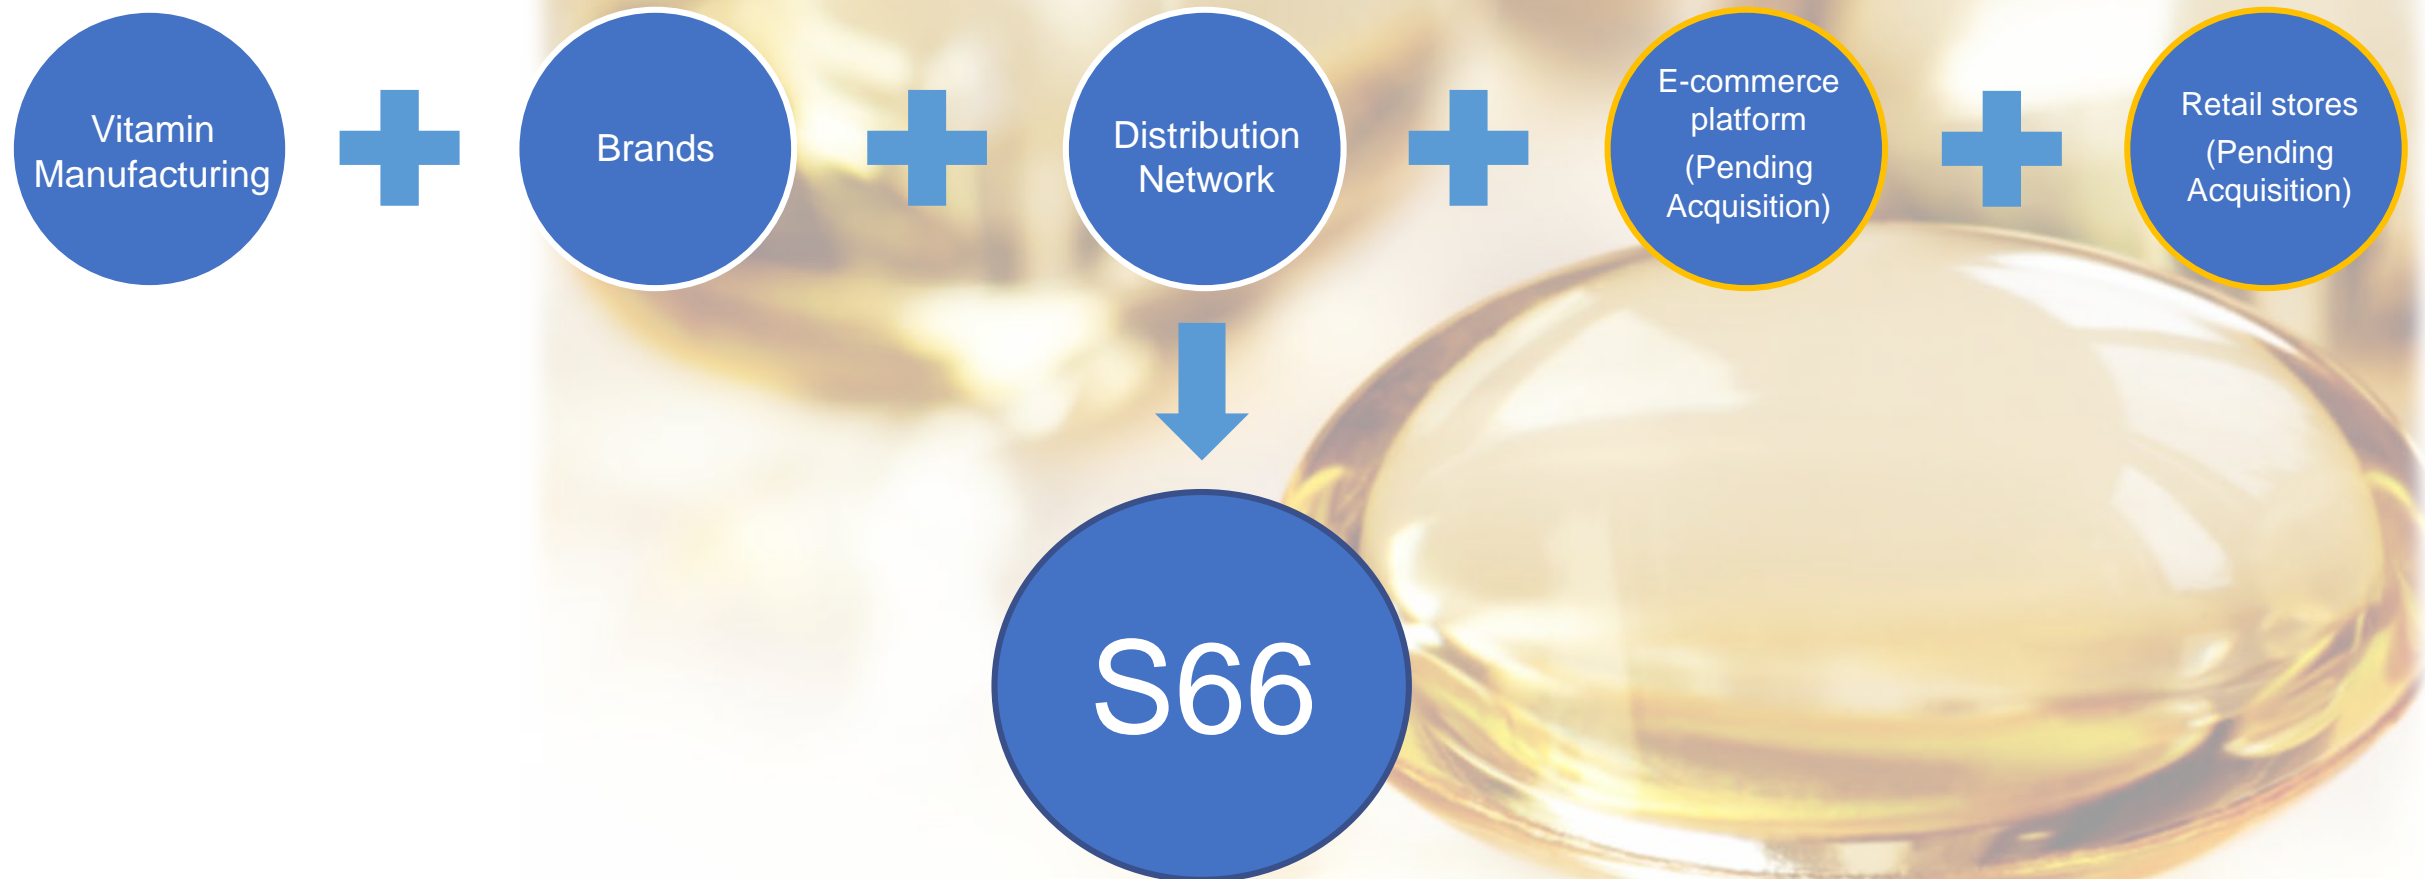 Vitamin
Manufacturing
Brands
Distribution
Network
E-commerce
platform
(Pending
Acquisition)
Retail stores
(Pending
Acquisition)
S66